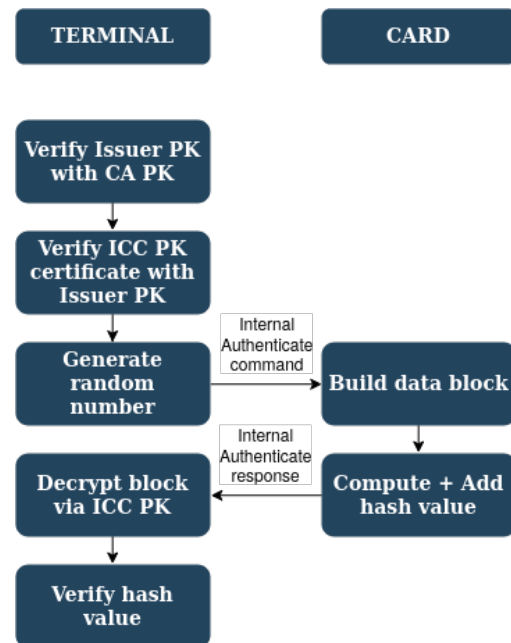 TERMINAL
CARD
Verify Issuer PK
with CA PK
Verify ICC PK
certificate with
Issuer PK
Generate
random
number
Internal
Authenticate
command
Build data block
Compute + Add
hash value
Internal
Authenticate
response
Decrypt block
via ICC PK
Verify hash
value